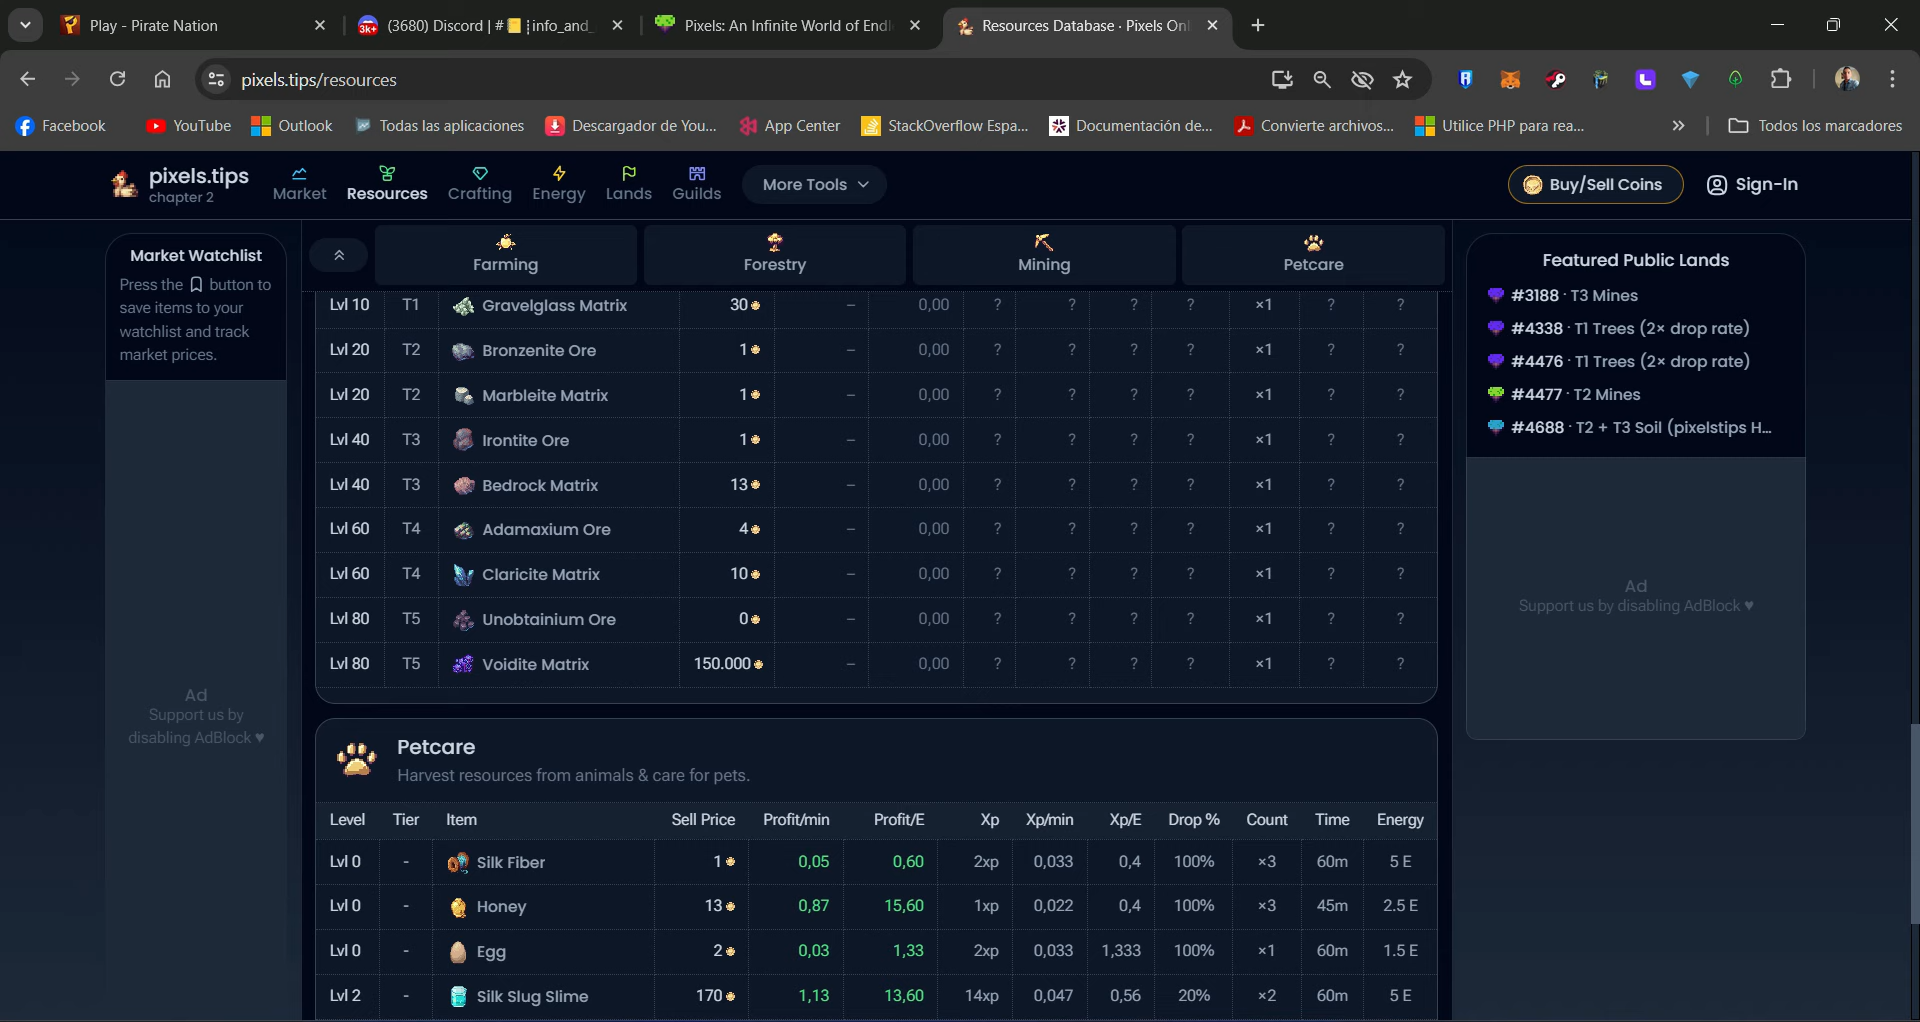 Play - Pirate Nation
(3680) Discord | #📒┊info_and_
Pixels: An Infinite World of Endl
Resources Database · Pixels Onl
pixels.tips/resources
Facebook
YouTube
Outlook
Todas las aplicaciones
Descargador de You...
App Center
StackOverflow Espa...
Documentación de...
Convierte archivos...
Utilice PHP para rea...
»
Todos los marcadores
pixels.tips
chapter 2
Market
Resources
Crafting
Energy
Lands
Guilds
More Tools
Buy/Sell Coins
Sign-In
Market Watchlist
Press the button to
save items to your
watchlist and track
market prices.
Ad
Support us by
disabling AdBlock ♥
Farming
Forestry
Mining
Petcare
Lvl 10 T1 Gravelglass Matrix 30 – 0,00 ? ? ? ? ×1 ? ?
Lvl 20 T2 Bronzenite Ore 1 – 0,00 ? ? ? ? ×1 ? ?
Lvl 20 T2 Marbleite Matrix 1 – 0,00 ? ? ? ? ×1 ? ?
Lvl 40 T3 Irontite Ore 1 – 0,00 ? ? ? ? ×1 ? ?
Lvl 40 T3 Bedrock Matrix 13 – 0,00 ? ? ? ? ×1 ? ?
Lvl 60 T4 Adamaxium Ore 4 – 0,00 ? ? ? ? ×1 ? ?
Lvl 60 T4 Claricite Matrix 10 – 0,00 ? ? ? ? ×1 ? ?
Lvl 80 T5 Unobtainium Ore 0 – 0,00 ? ? ? ? ×1 ? ?
Lvl 80 T5 Voidite Matrix 150.000 – 0,00 ? ? ? ? ×1 ? ?
Petcare
Harvest resources from animals & care for pets.
Level Tier Item Sell Price Profit/min Profit/E Xp Xp/min Xp/E Drop % Count Time Energy
Lvl 0 - Silk Fiber 1 0,05 0,60 2xp 0,033 0,4 100% ×3 60m 5 E
Lvl 0 - Honey 13 0,87 15,60 1xp 0,022 0,4 100% ×3 45m 2.5 E
Lvl 0 - Egg 2 0,03 1,33 2xp 0,033 1,333 100% ×1 60m 1.5 E
Lvl 2 - Silk Slug Slime 170 1,13 13,60 14xp 0,047 0,56 20% ×2 60m 5 E
Featured Public Lands
#3188 · T3 Mines
#4338 · T1 Trees (2× drop rate)
#4476 · T1 Trees (2× drop rate)
#4477 · T2 Mines
#4688 · T2 + T3 Soil (pixelstips H...
Ad
Support us by disabling AdBlock ♥